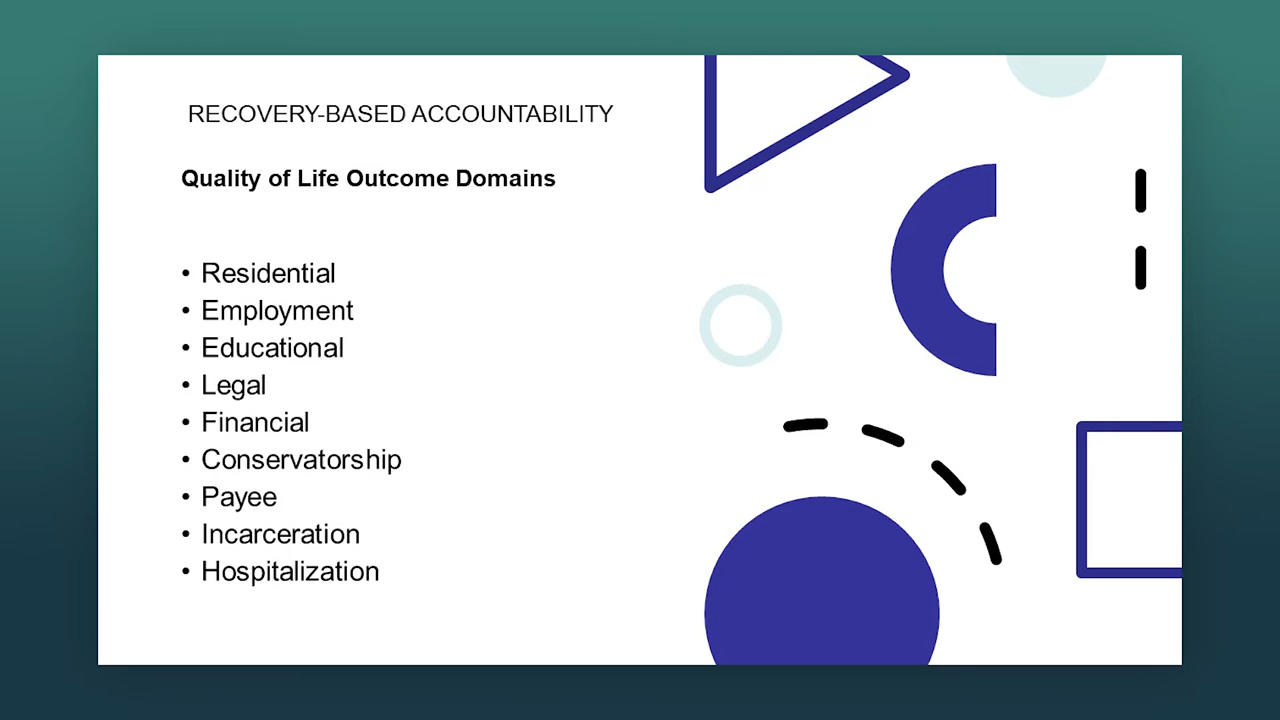 RECOVERY-BASED ACCOUNTABILITY
Quality of Life Outcome Domains
• Residential
• Employment
• Educational
• Legal
• Financial
• Conservatorship
• Payee
• Incarceration
• Hospitalization